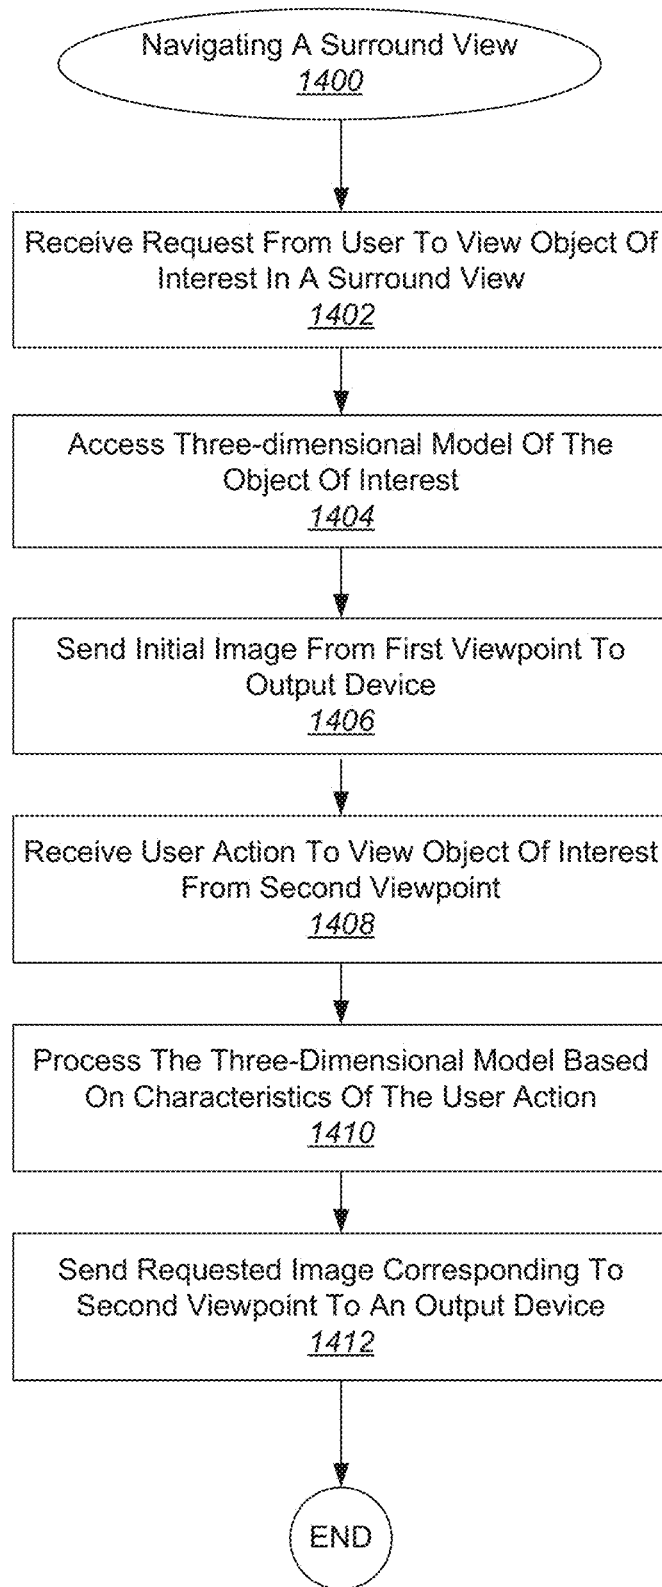 Navigating A Surround View
1400
Receive Request From User To View Object Of
Interest In A Surround View
1402
Access Three-dimensional Model Of The
Object Of Interest
1404
Send Initial Image From First Viewpoint To
Output Device
1406
Receive User Action To View Object Of Interest
From Second Viewpoint
1408
Process The Three-Dimensional Model Based
On Characteristics Of The User Action
1410
Send Requested Image Corresponding To
Second Viewpoint To An Output Device
1412
END